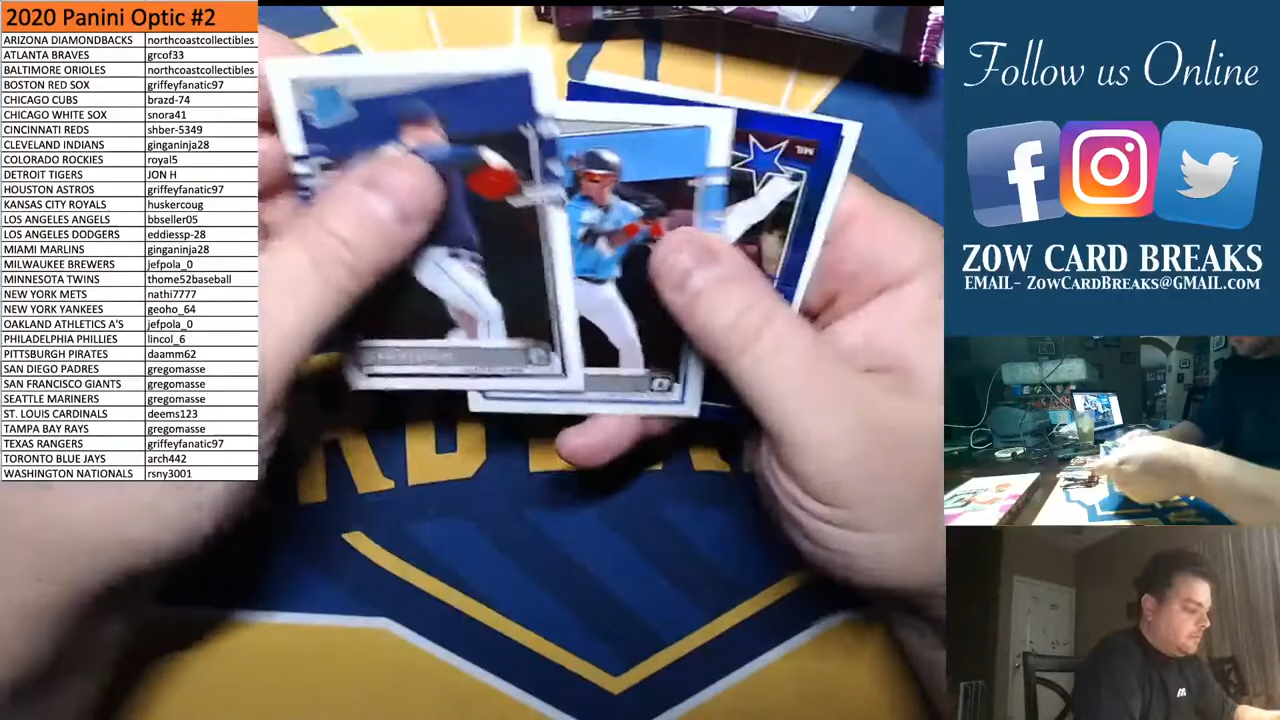 2020 Panini Optic #2
ARIZONA DIAMONDBACKS northcoastcollectibles
ATLANTA BRAVES grcof33
BALTIMORE ORIOLES northcoastcollectibles
BOSTON RED SOX griffeyfanatic97
CHICAGO CUBS brazd-74
CHICAGO WHITE SOX snora41
CINCINNATI REDS shber-5349
CLEVELAND INDIANS ginganinja28
COLORADO ROCKIES royal5
DETROIT TIGERS JON H
HOUSTON ASTROS griffeyfanatic97
KANSAS CITY ROYALS huskercoug
LOS ANGELES ANGELS bbseller05
LOS ANGELES DODGERS eddiessp-28
MIAMI MARLINS ginganinja28
MILWAUKEE BREWERS jefpola_0
MINNESOTA TWINS thome52baseball
NEW YORK METS nathi7777
NEW YORK YANKEES geoho_64
OAKLAND ATHLETICS A'S jefpola_0
PHILADELPHIA PHILLIES lincol_6
PITTSBURGH PIRATES daamm62
SAN DIEGO PADRES gregomasse
SAN FRANCISCO GIANTS gregomasse
SEATTLE MARINERS gregomasse
ST. LOUIS CARDINALS deems123
TAMPA BAY RAYS gregomasse
TEXAS RANGERS griffeyfanatic97
TORONTO BLUE JAYS arch442
WASHINGTON NATIONALS rsny3001
Follow us Online
ZOW CARD BREAKS
EMAIL- ZOWCARDBREAKS@GMAIL.COM